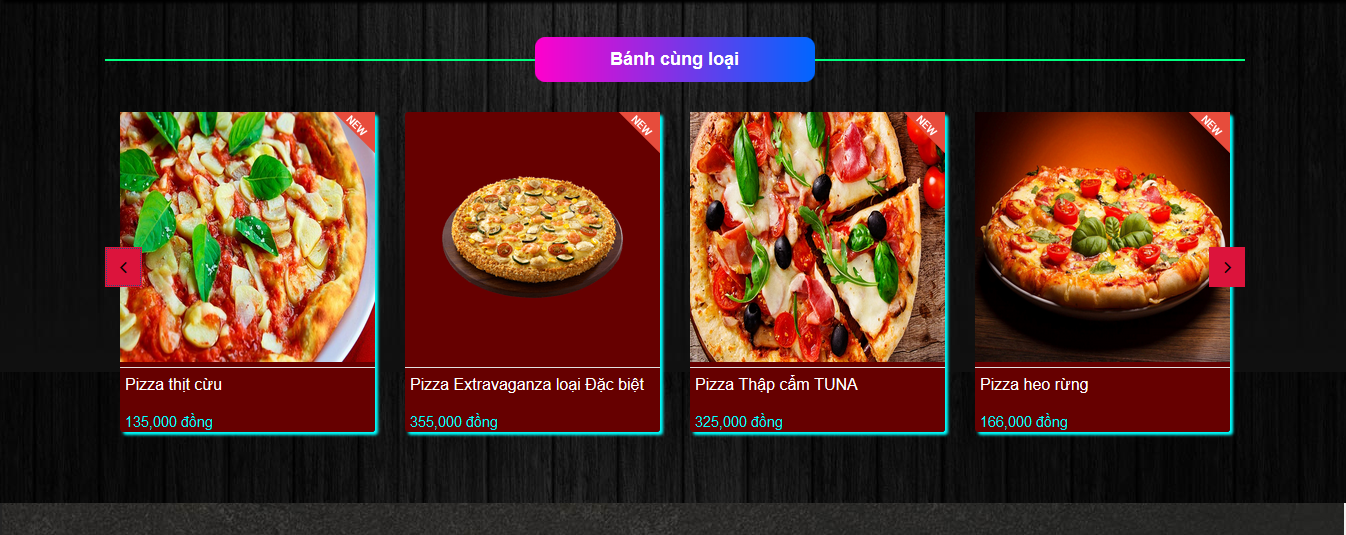 Bánh cùng loại
NEW
NEW
NEW
NEW
Pizza thịt cừu
135,000 đồng
Pizza Extravaganza loại Đặc biệt
355,000 đồng
Pizza Thập cẩm TUNA
325,000 đồng
Pizza heo rừng
166,000 đồng